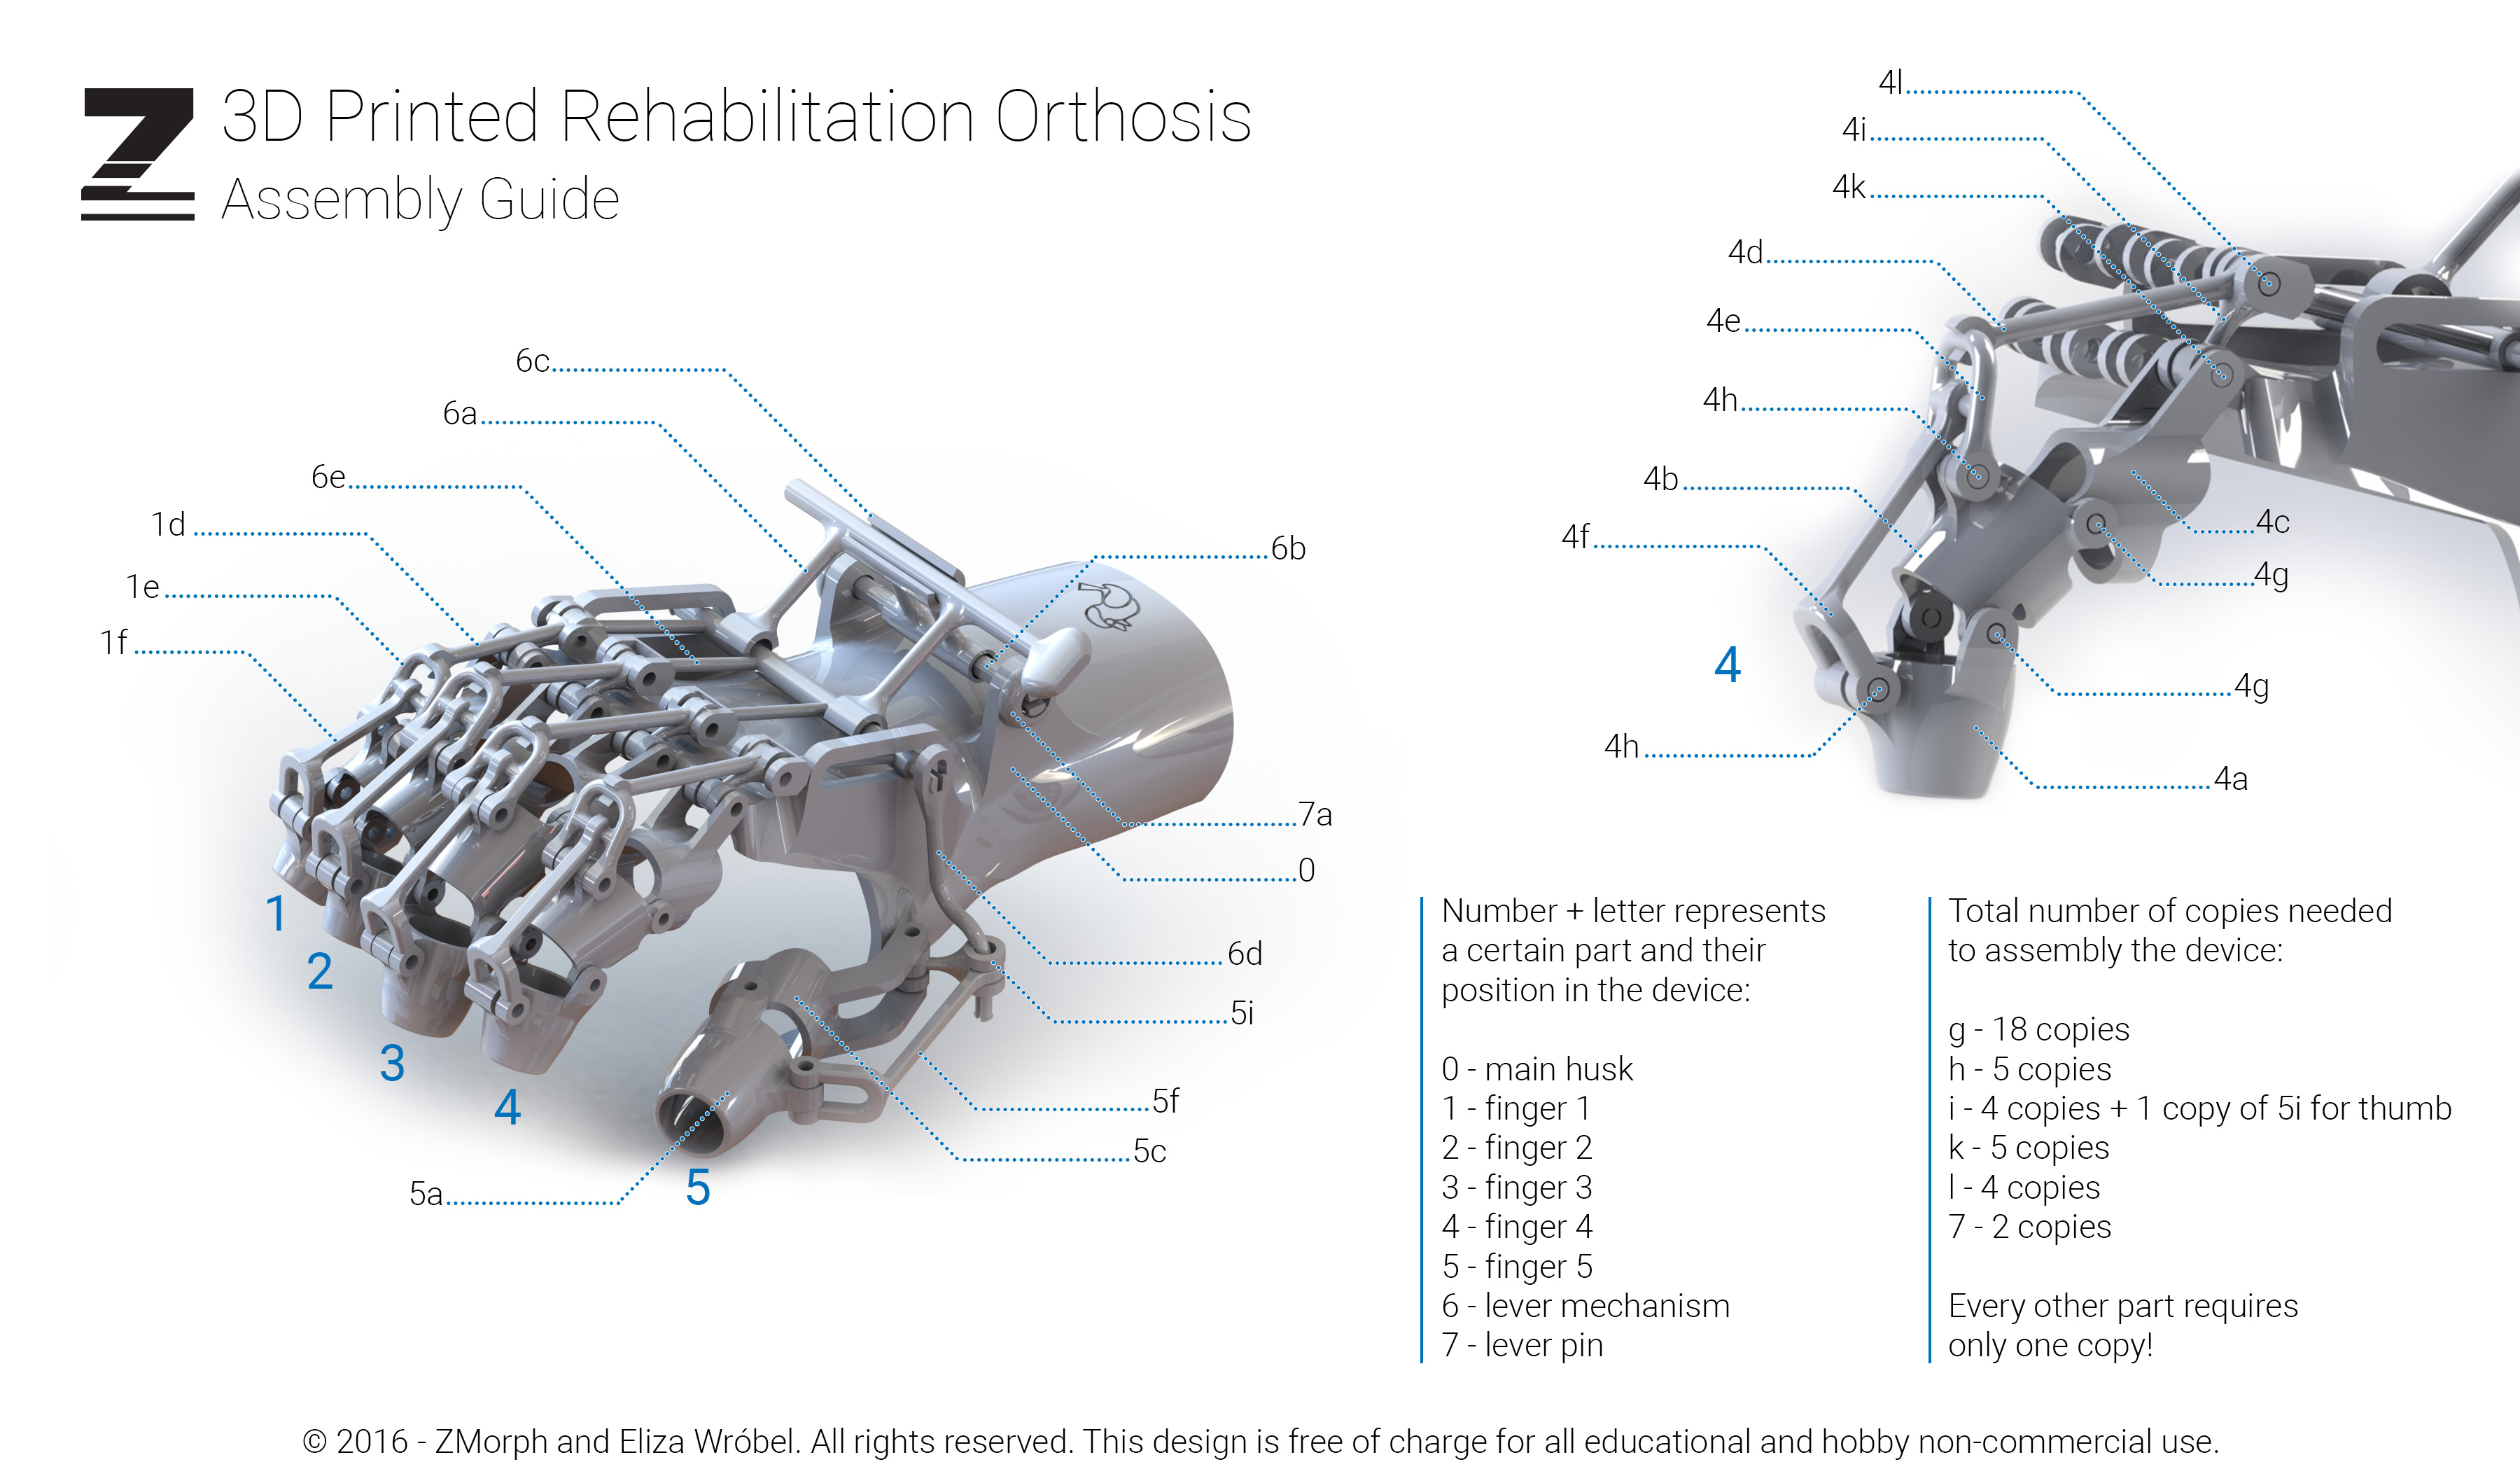 3D Printed Rehabilitation Orthosis
Assembly Guide
6c
6a
6e
1d
1e
1f
6b
7a
0
6d
5i
5f
5c
5a
1
2
3
4
5
4l
4i
4k
4d
4e
4h
4b
4f
4
4h
4c
4g
4g
4a
Number + letter represents
a certain part and their
position in the device:
0 - main husk
1 - finger 1
2 - finger 2
3 - finger 3
4 - finger 4
5 - finger 5
6 - lever mechanism
7 - lever pin
Total number of copies needed
to assembly the device:
g - 18 copies
h - 5 copies
i - 4 copies + 1 copy of 5i for thumb
k - 5 copies
l - 4 copies
7 - 2 copies
Every other part requires
only one copy!
© 2016 - ZMorph and Eliza Wróbel. All rights reserved. This design is free of charge for all educational and hobby non-commercial use.